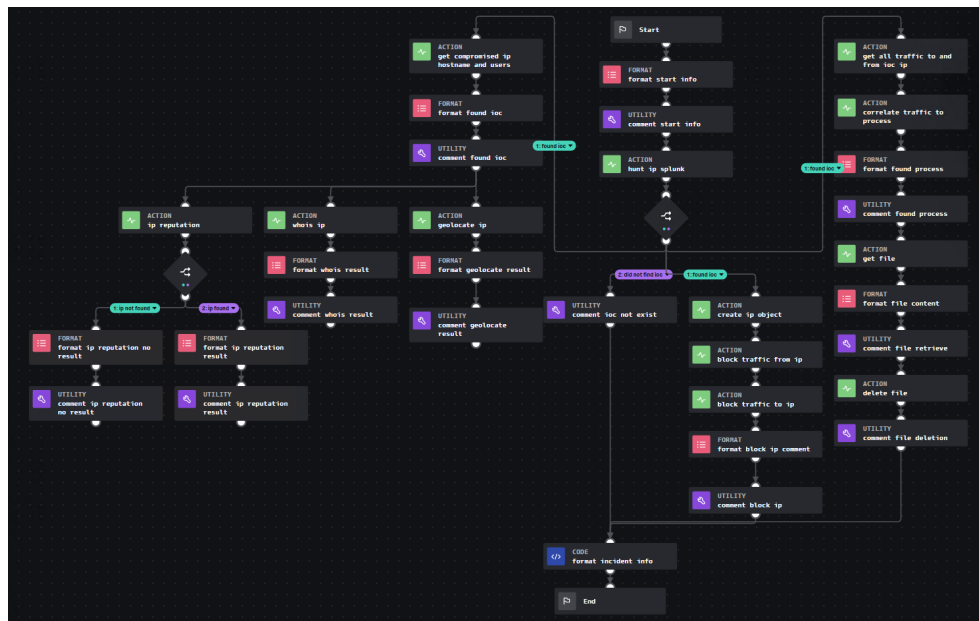 ACTION
get compromised ip
hostname and users
FORMAT
format found ioc
UTILITY
comment found ioc
1: found ioc
ACTION
ip reputation
1: ip not found
2: ip found
FORMAT
format ip reputation no
result
UTILITY
comment ip reputation
no result
FORMAT
format ip reputation
result
UTILITY
comment ip reputation
result
ACTION
whois ip
FORMAT
format whois result
UTILITY
comment whois result
ACTION
geolocate ip
FORMAT
format geolocate result
UTILITY
comment geolocate
result
Start
FORMAT
format start info
UTILITY
comment start info
ACTION
hunt ip splunk
2: did not find ioc
1: found ioc
UTILITY
comment ioc not exist
ACTION
create ip object
ACTION
block traffic from ip
ACTION
block traffic to ip
FORMAT
format block ip comment
UTILITY
comment block ip
1: found ioc
ACTION
get all traffic to and
from ioc ip
ACTION
correlate traffic to
process
FORMAT
format found process
UTILITY
comment found process
ACTION
get file
FORMAT
format file content
UTILITY
comment file retrieve
ACTION
delete file
UTILITY
comment file deletion
CODE
format incident info
End